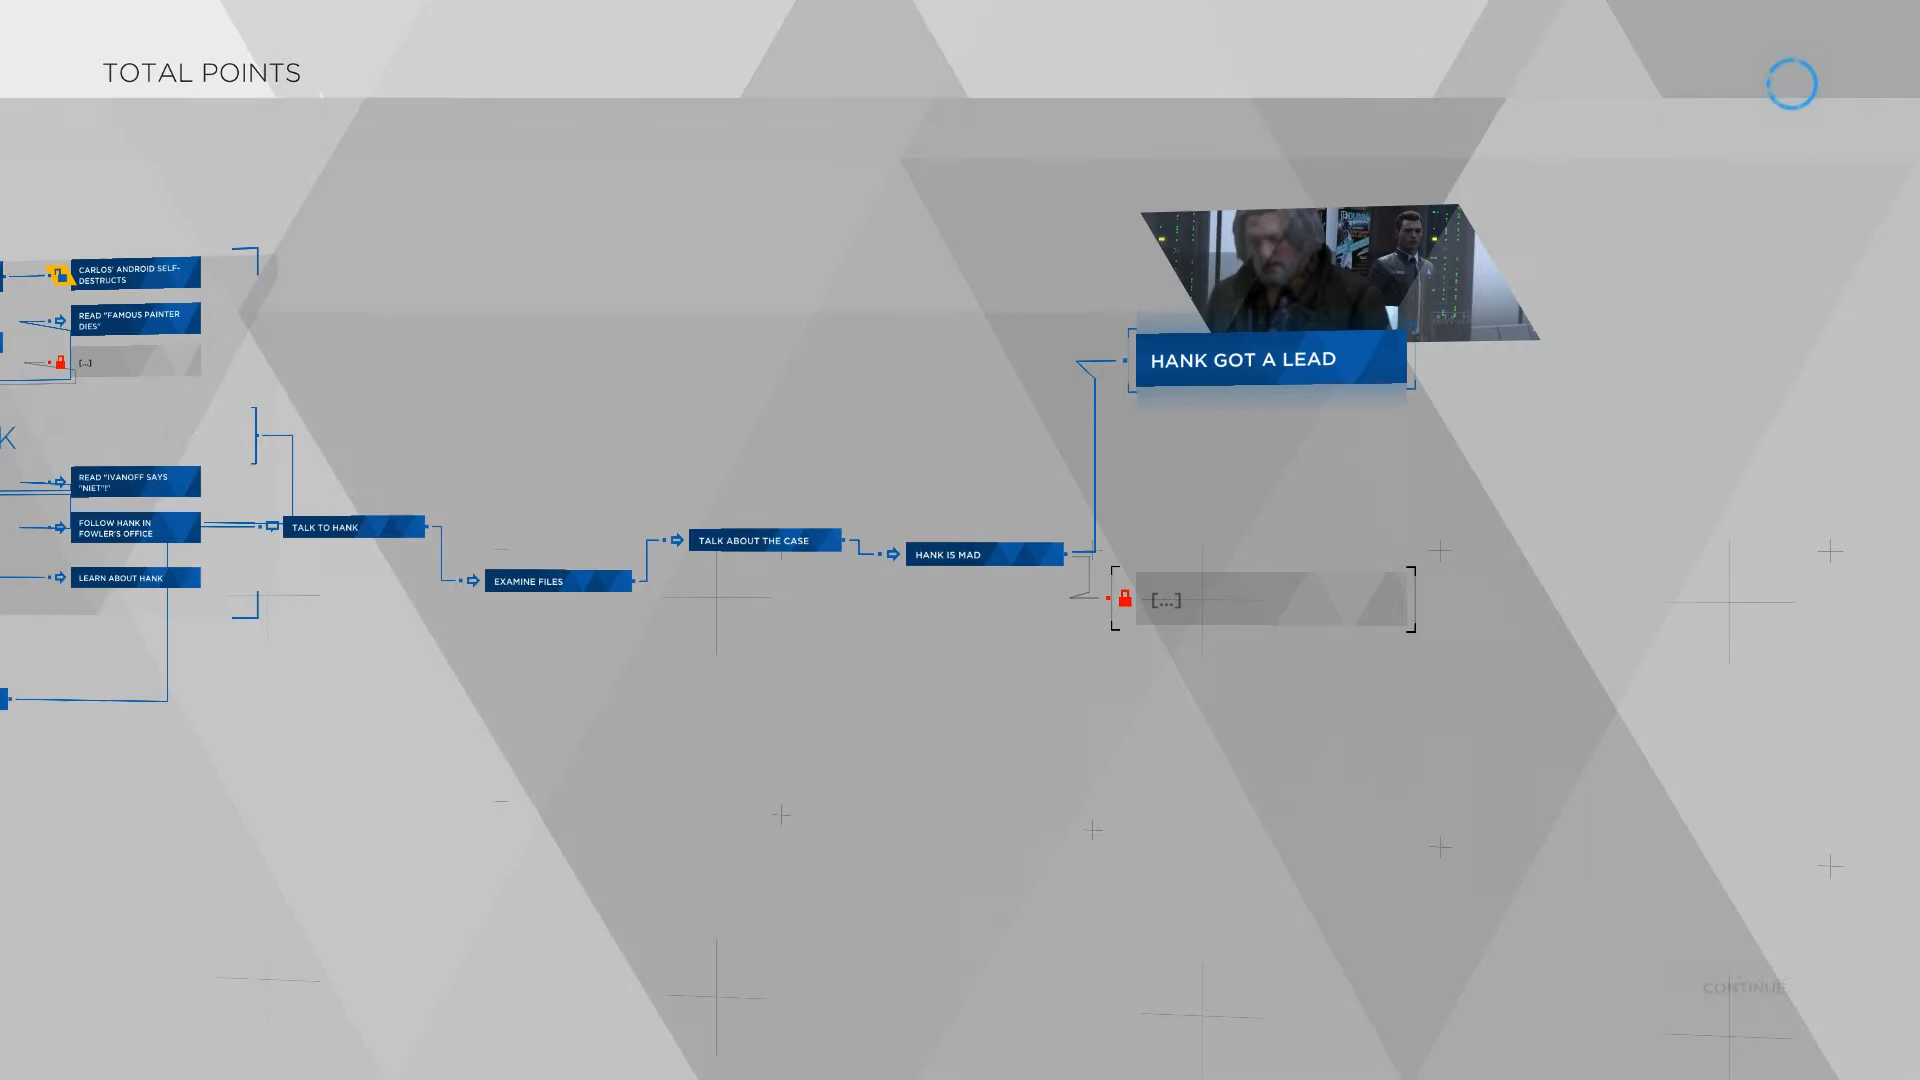 TOTAL POINTS
CARLOS' ANDROID SELF-
DESTRUCTS
READ "FAMOUS PAINTER
DIES"
[...]
K
READ "IVANOFF SAYS
"NIET"!"
FOLLOW HANK IN
FOWLER'S OFFICE
LEARN ABOUT HANK
TALK TO HANK
EXAMINE FILES
TALK ABOUT THE CASE
HANK IS MAD
HANK GOT A LEAD
[...]
CONTINUE